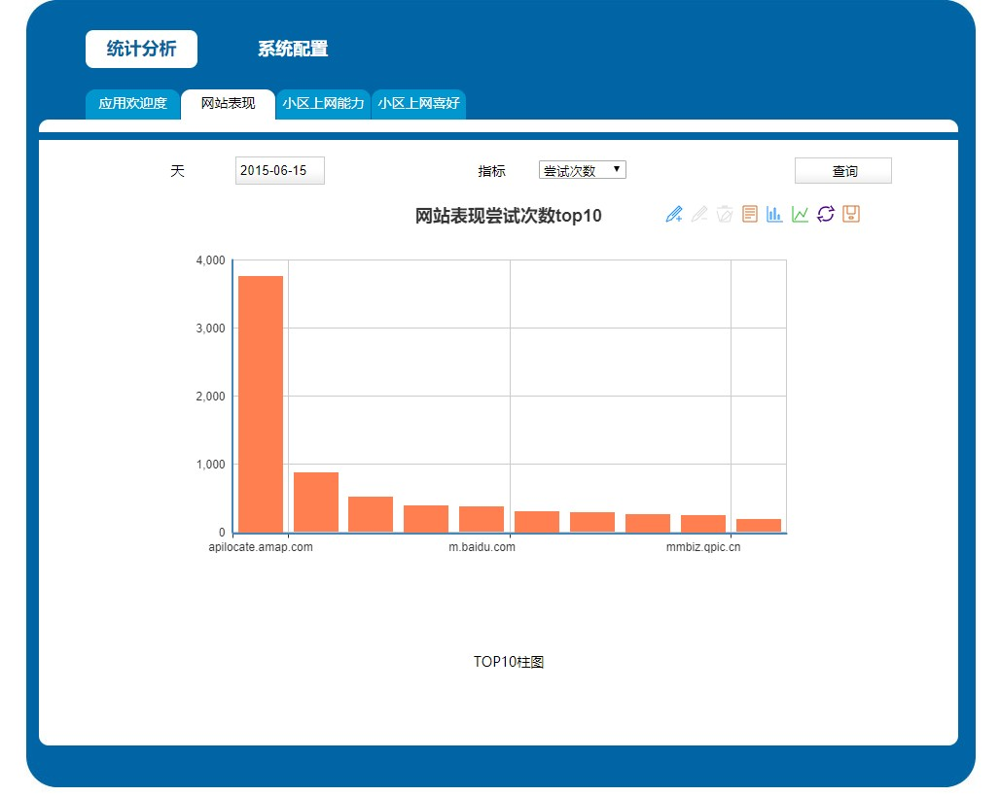 统计分析 系统配置
应用欢迎度 网站表现 小区上网能力 小区上网喜好
天 2015-06-15 指标 尝试次数 查询
网站表现尝试次数top10
4,000
3,000
2,000
1,000
0
apilocate.amap.com m.baidu.com mmbiz.qpic.cn
TOP10柱图